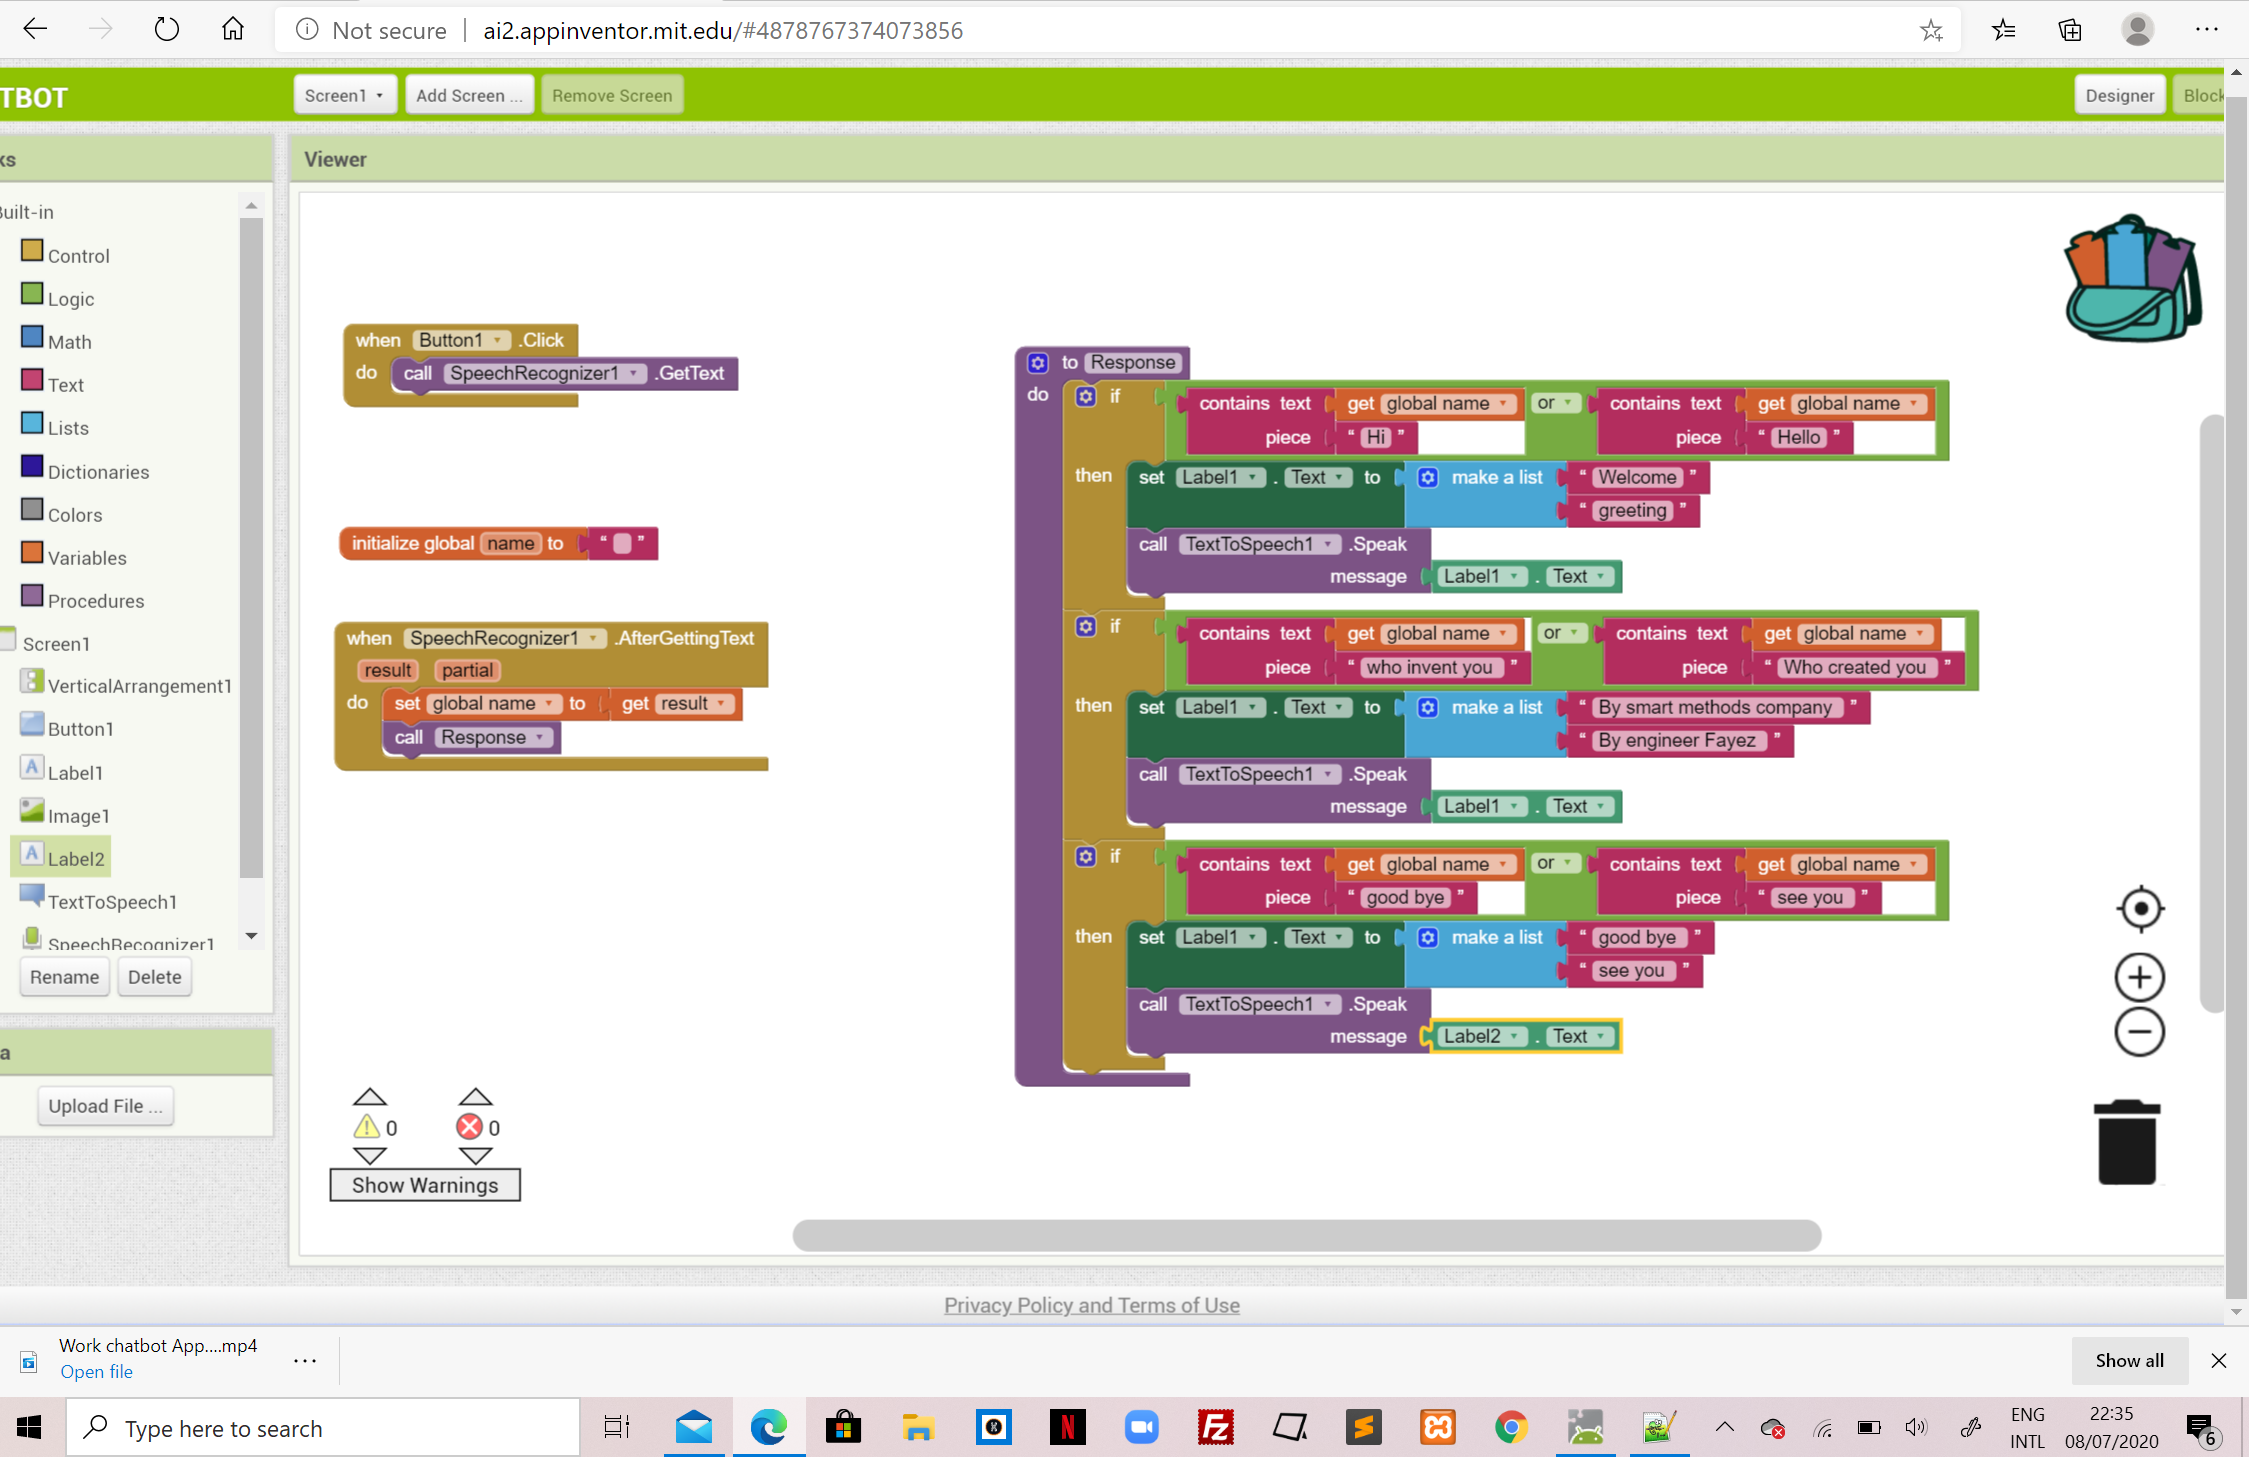 Not secure | ai2.appinventor.mit.edu/#4878767374073856
TBOT
Screen1
Add Screen ...
Remove Screen
Designer
Block
ks
Viewer
Built-in
Control
Logic
Math
Text
Lists
Dictionaries
Colors
Variables
Procedures
Screen1
VerticalArrangement1
Button1
Label1
Image1
Label2
TextToSpeech1
SpeechRecognizer1
Rename
Delete
a
Upload File ...
when Button1 .Click
do call SpeechRecognizer1 .GetText
initialize global name to “ ”
when SpeechRecognizer1 .AfterGettingText
result partial
do set global name to get result
call Response
to Response
do if contains text get global name or contains text get global name
piece “ Hi ” piece “ Hello ”
then set Label1 . Text to make a list “ Welcome ”
“ greeting ”
call TextToSpeech1 .Speak
message Label1 . Text
if contains text get global name or contains text get global name
piece “ who invent you ” piece “ Who created you ”
then set Label1 . Text to make a list “ By smart methods company ”
“ By engineer Fayez ”
call TextToSpeech1 .Speak
message Label1 . Text
if contains text get global name or contains text get global name
piece “ good bye ” piece “ see you ”
then set Label1 . Text to make a list “ good bye ”
“ see you ”
call TextToSpeech1 .Speak
message Label2 . Text
0 0
Show Warnings
Privacy Policy and Terms of Use
Work chatbot App....mp4
Open file
Show all
Type here to search
ENG
INTL
22:35
08/07/2020
6